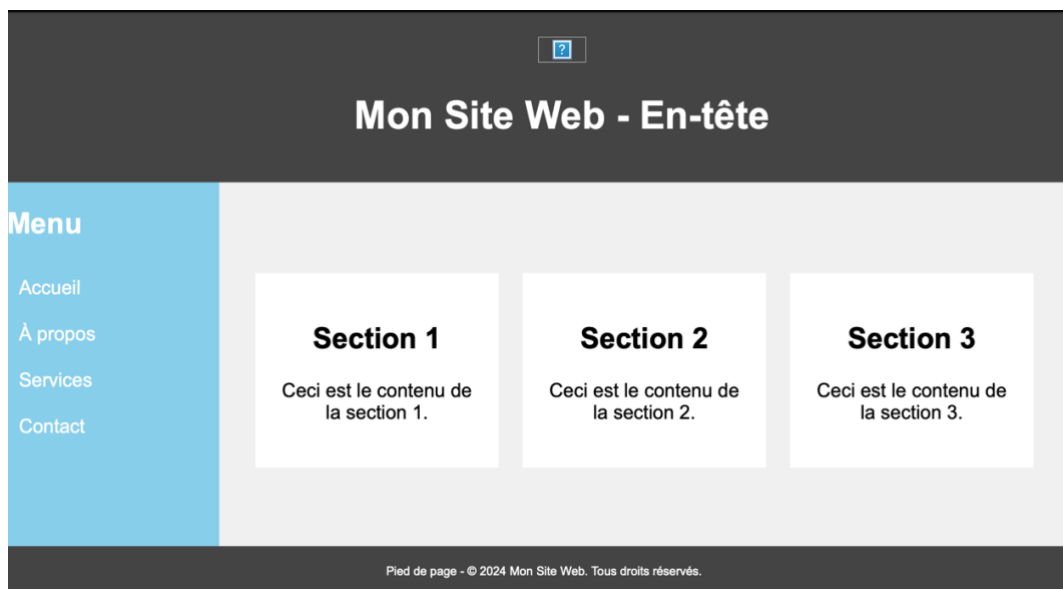 Mon Site Web - En-tête
Menu
Accueil
À propos
Services
Contact
Section 1
Ceci est le contenu de
la section 1.
Section 2
Ceci est le contenu de
la section 2.
Section 3
Ceci est le contenu de
la section 3.
Pied de page - © 2024 Mon Site Web. Tous droits réservés.